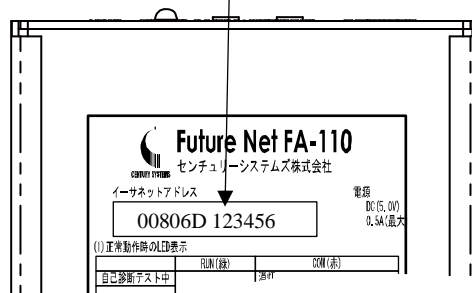 Future Net FA-110
センチュリーシステムズ株式会社
CENTURY SYSTEMS
イーサネットアドレス
電源
DC(5.0V)
0.5A(最大
00806D 123456
(1)正常動作時のLED表示
RUN(緑) COM(赤)
自己診断テスト中 消灯